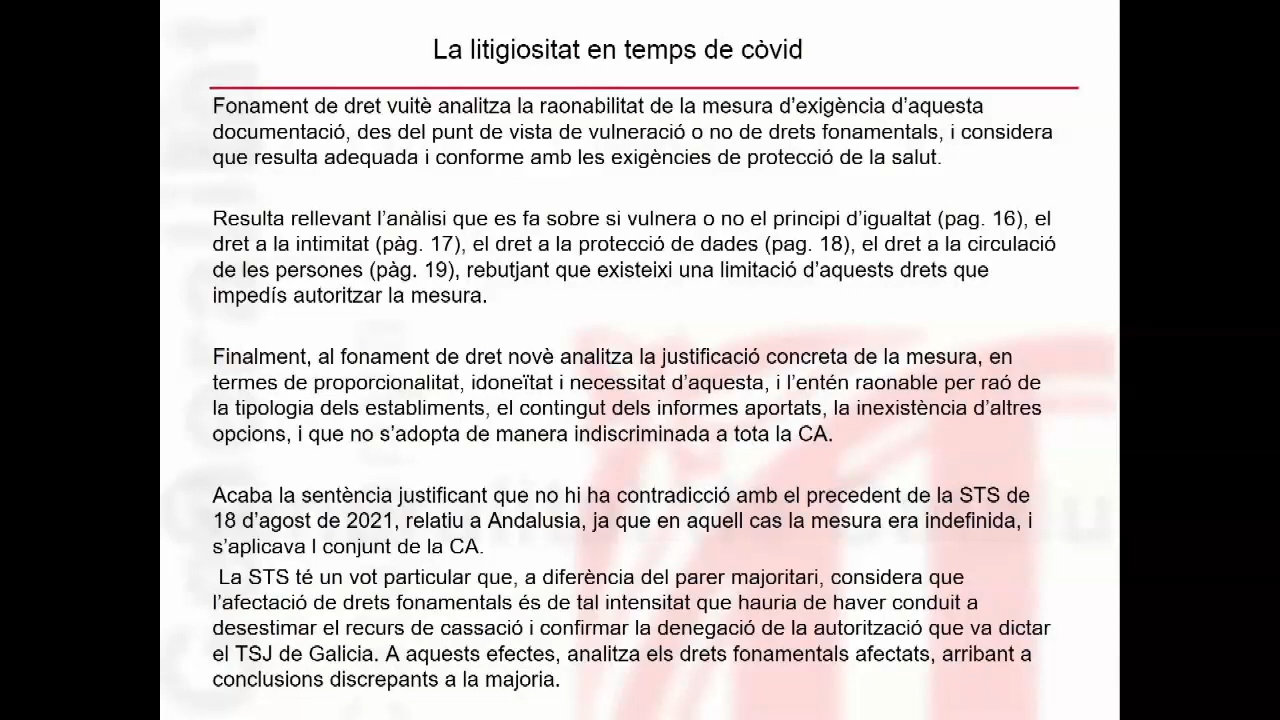 La litigiositat en temps de còvid
Fonament de dret vuitè analitza la raonabilitat de la mesura d’exigència d’aquesta
documentació, des del punt de vista de vulneració o no de drets fonamentals, i considera
que resulta adequada i conforme amb les exigències de protecció de la salut.
Resulta rellevant l’anàlisi que es fa sobre si vulnera o no el principi d’igualtat (pag. 16), el
dret a la intimitat (pàg. 17), el dret a la protecció de dades (pag. 18), el dret a la circulació
de les persones (pàg. 19), rebutjant que existeixi una limitació d’aquests drets que
impedís autoritzar la mesura.
Finalment, al fonament de dret novè analitza la justificació concreta de la mesura, en
termes de proporcionalitat, idoneïtat i necessitat d’aquesta, i l’entén raonable per raó de
la tipologia dels establiments, el contingut dels informes aportats, la inexistència d’altres
opcions, i que no s’adopta de manera indiscriminada a tota la CA.
Acaba la sentència justificant que no hi ha contradicció amb el precedent de la STS de
18 d’agost de 2021, relatiu a Andalusia, ja que en aquell cas la mesura era indefinida, i
s’aplicava l conjunt de la CA.
La STS té un vot particular que, a diferència del parer majoritari, considera que
l’afectació de drets fonamentals és de tal intensitat que hauria de haver conduit a
desestimar el recurs de cassació i confirmar la denegació de la autorització que va dictar
el TSJ de Galicia. A aquests efectes, analitza els drets fonamentals afectats, arribant a
conclusions discrepants a la majoria.